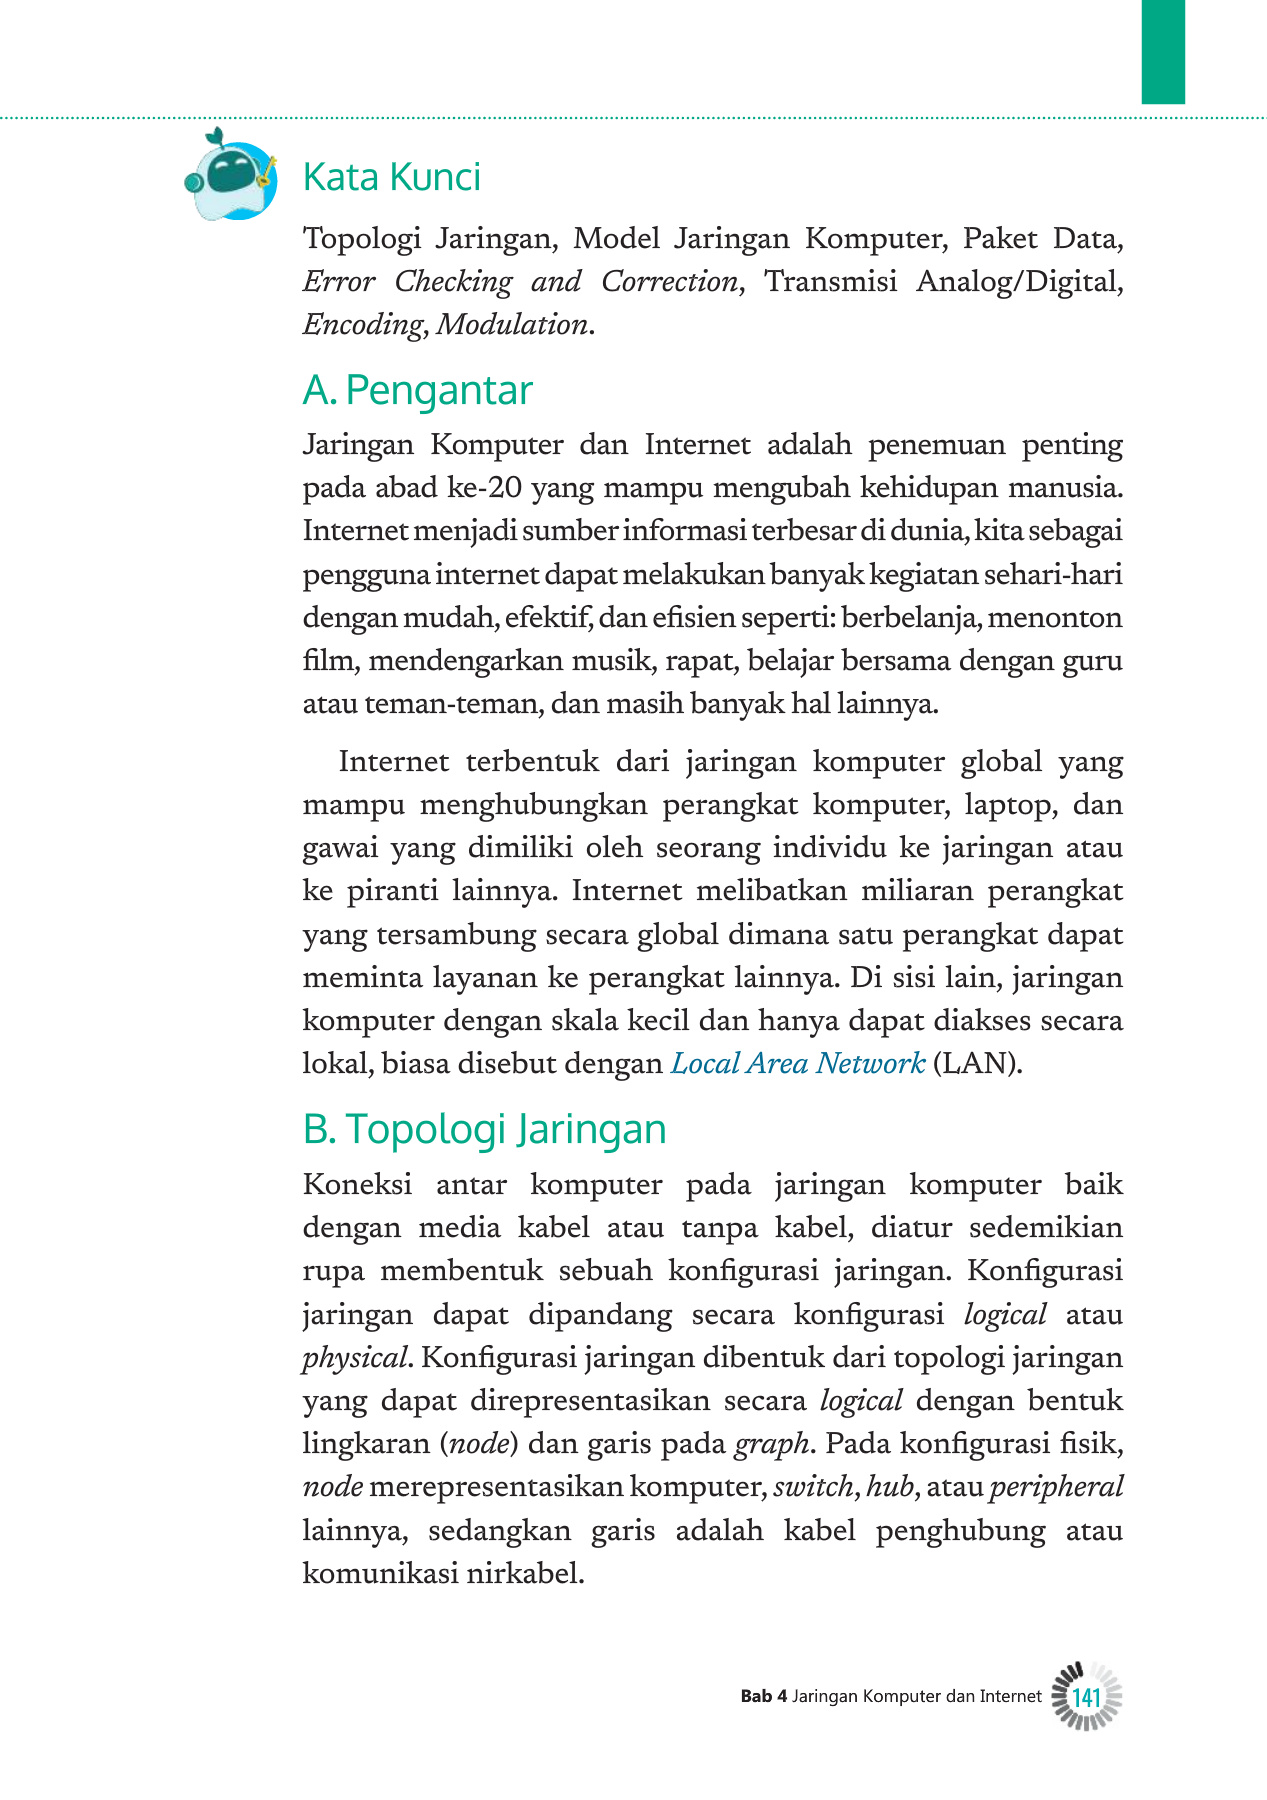 Kata Kunci
Topologi Jaringan, Model Jaringan Komputer, Paket Data,
Error Checking and Correction, Transmisi Analog/Digital,
Encoding, Modulation.
A. Pengantar
Jaringan Komputer dan Internet adalah penemuan penting
pada abad ke-20 yang mampu mengubah kehidupan manusia.
Internet menjadi sumber informasi terbesar di dunia, kita sebagai
pengguna internet dapat melakukan banyak kegiatan sehari-hari
dengan mudah, efektif, dan efisien seperti: berbelanja, menonton
film, mendengarkan musik, rapat, belajar bersama dengan guru
atau teman-teman, dan masih banyak hal lainnya.
Internet terbentuk dari jaringan komputer global yang
mampu menghubungkan perangkat komputer, laptop, dan
gawai yang dimiliki oleh seorang individu ke jaringan atau
ke piranti lainnya. Internet melibatkan miliaran perangkat
yang tersambung secara global dimana satu perangkat dapat
meminta layanan ke perangkat lainnya. Di sisi lain, jaringan
komputer dengan skala kecil dan hanya dapat diakses secara
lokal, biasa disebut dengan Local Area Network (LAN).
B. Topologi Jaringan
Koneksi antar komputer pada jaringan komputer baik
dengan media kabel atau tanpa kabel, diatur sedemikian
rupa membentuk sebuah konfigurasi jaringan. Konfigurasi
jaringan dapat dipandang secara konfigurasi logical atau
physical. Konfigurasi jaringan dibentuk dari topologi jaringan
yang dapat direpresentasikan secara logical dengan bentuk
lingkaran (node) dan garis pada graph. Pada konfigurasi fisik,
node merepresentasikan komputer, switch, hub, atau peripheral
lainnya, sedangkan garis adalah kabel penghubung atau
komunikasi nirkabel.
Bab 4 Jaringan Komputer dan Internet 141